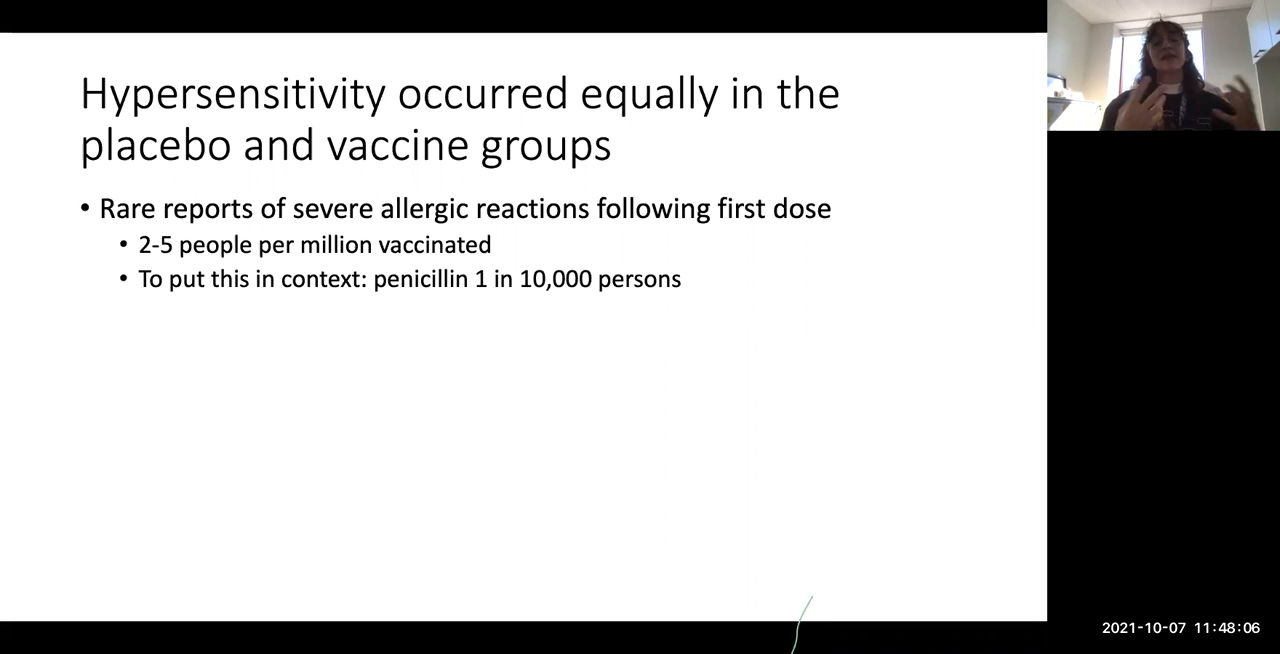 Hypersensitivity occurred equally in the
placebo and vaccine groups
• Rare reports of severe allergic reactions following first dose
• 2-5 people per million vaccinated
• To put this in context: penicillin 1 in 10,000 persons
2021-10-07 11:48:06